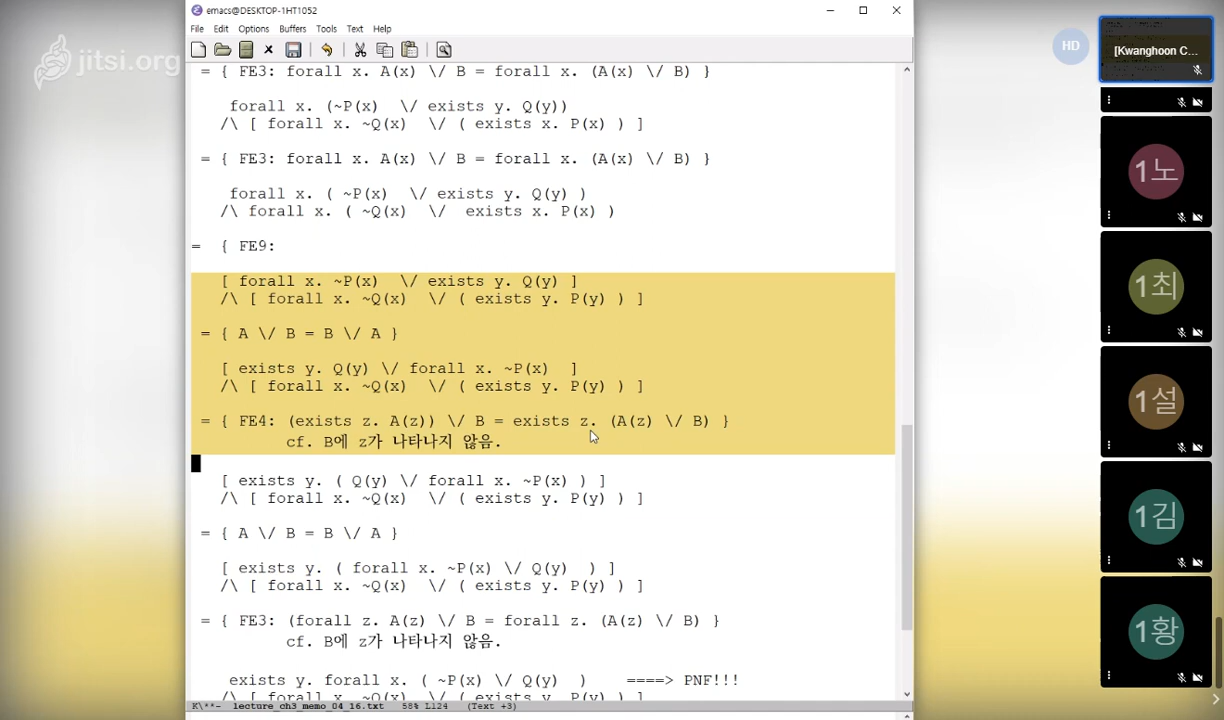 emacs@DESKTOP-1HT1052
File Edit Options Buffers Tools Text Help
jitsi.org
HD
[Kwanghoon C...
= { FE3: forall x. A(x) \/ B = forall x. (A(x) \/ B) }
forall x. (~P(x) \/ exists y. Q(y))
/\ [ forall x. ~Q(x) \/ ( exists x. P(x) ) ]
= { FE3: forall x. A(x) \/ B = forall x. (A(x) \/ B) }
forall x. ( ~P(x) \/ exists y. Q(y) )
/\ forall x. ( ~Q(x) \/ exists x. P(x) )
= { FE9:
[ forall x. ~P(x) \/ exists y. Q(y) ]
/\ [ forall x. ~Q(x) \/ ( exists y. P(y) ) ]
= { A \/ B = B \/ A }
[ exists y. Q(y) \/ forall x. ~P(x) ]
/\ [ forall x. ~Q(x) \/ ( exists y. P(y) ) ]
= { FE4: (exists z. A(z)) \/ B = exists z. (A(z) \/ B) }
cf. B에 z가 나타나지 않음.
[ exists y. ( Q(y) \/ forall x. ~P(x) ) ]
/\ [ forall x. ~Q(x) \/ ( exists y. P(y) ) ]
= { A \/ B = B \/ A }
[ exists y. ( forall x. ~P(x) \/ Q(y) ) ]
/\ [ forall x. ~Q(x) \/ ( exists y. P(y) ) ]
= { FE3: (forall z. A(z) \/ B = forall z. (A(z) \/ B) }
cf. B에 z가 나타나지 않음.
exists y. forall x. ( ~P(x) \/ Q(y) ) ====> PNF!!!
/\ [ forall x. ~Q(x) \/ ( exists y. P(y) ) ]
K\**- lecture_ch3_memo_04_16.txt 58% L124 (Text +3)
1노
1최
1설
1김
1황